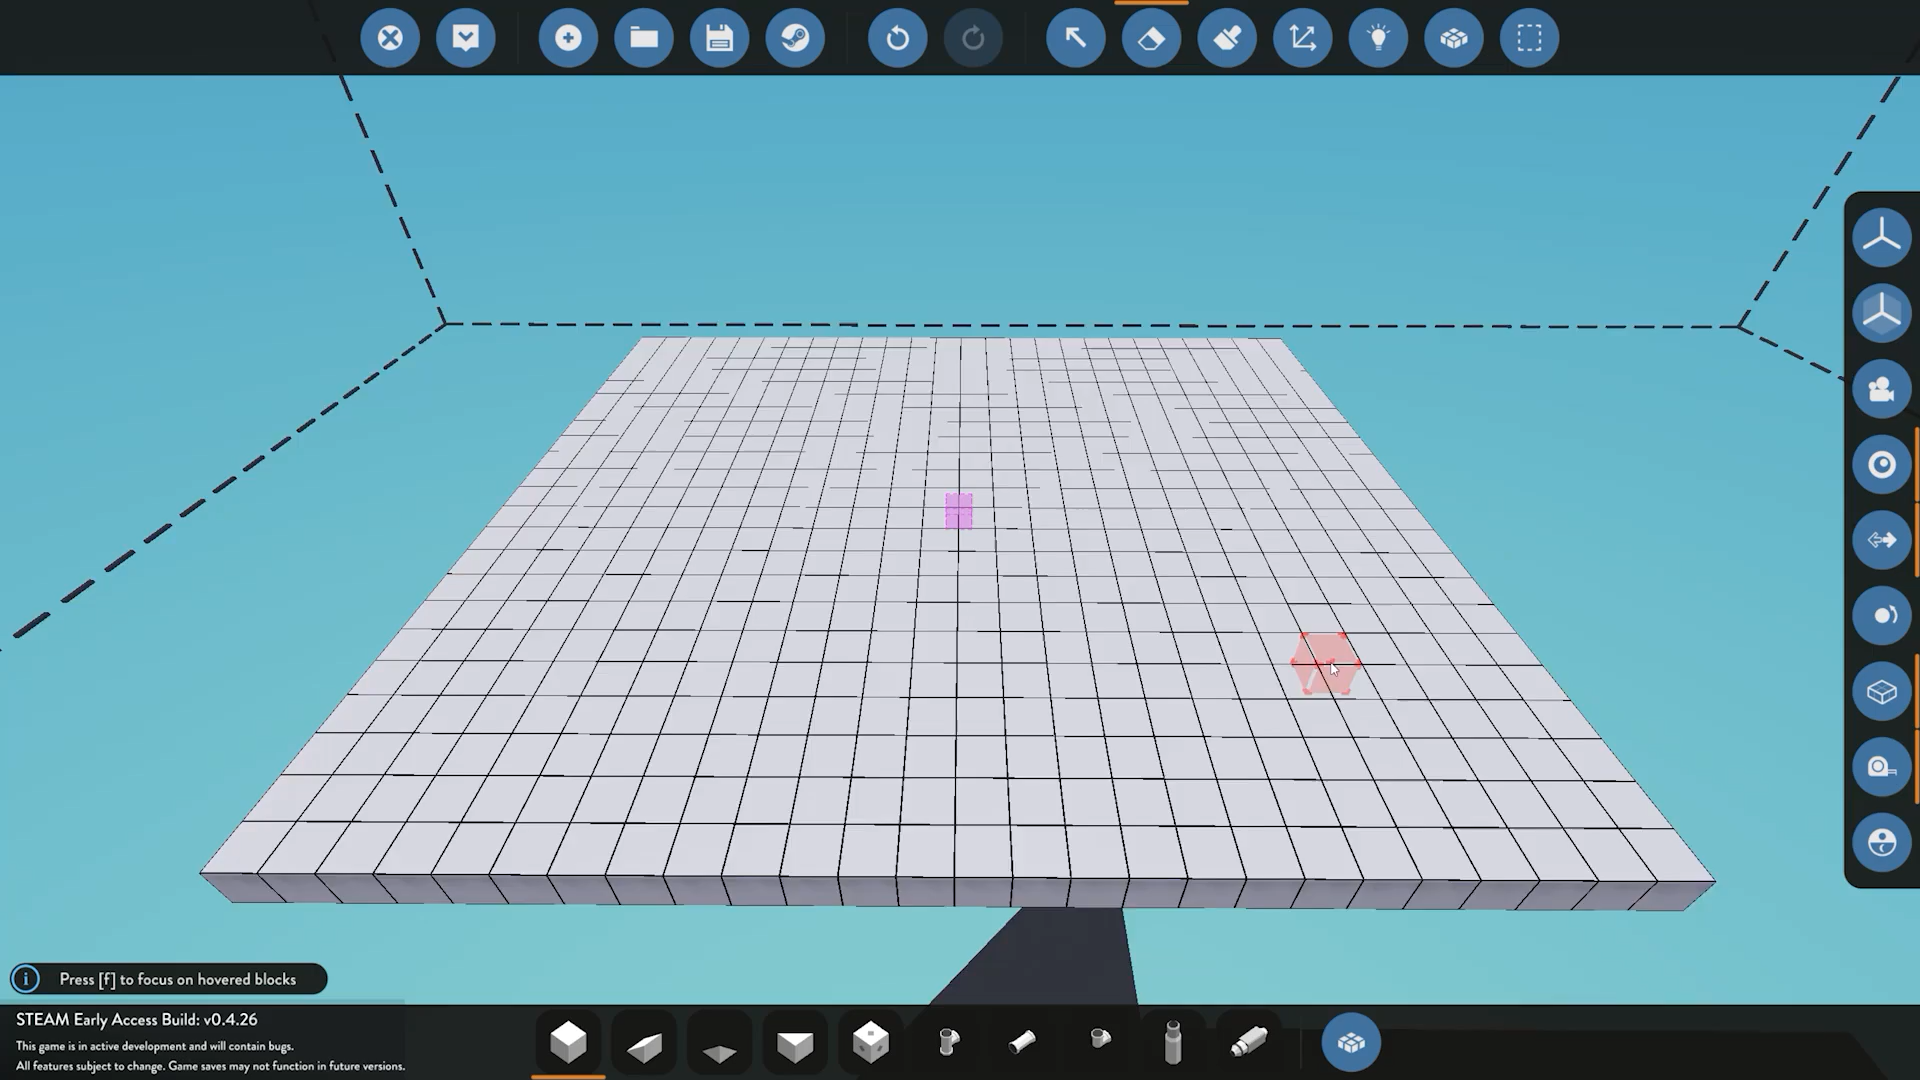 Press [f] to focus on hovered blocks
STEAM Early Access Build: v0.4.26
This game is in active development and will contain bugs.
All features subject to change. Game saves may not function in future versions.